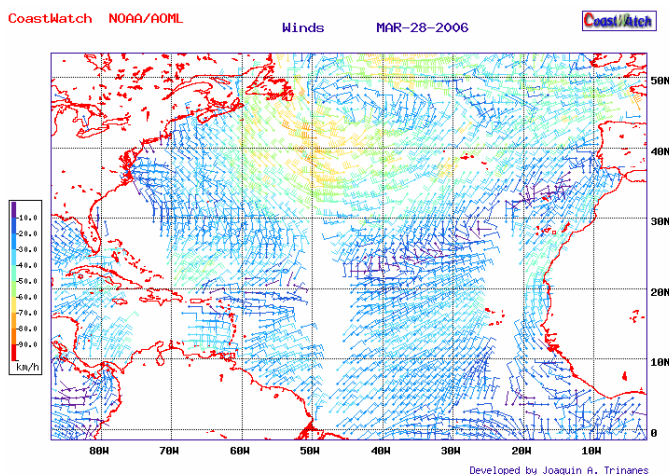 CoastWatch NOAA/AOML
Winds MAR-28-2006
CoastWatch
50N
40N
30N
20N
10N
0
-10.0
-20.0
-30.0
-40.0
-50.0
-60.0
-70.0
-80.0
-90.0
km/h
80W 70W 60W 50W 40W 30W 20W 10W
Developed by Joaquin A. Trinanes